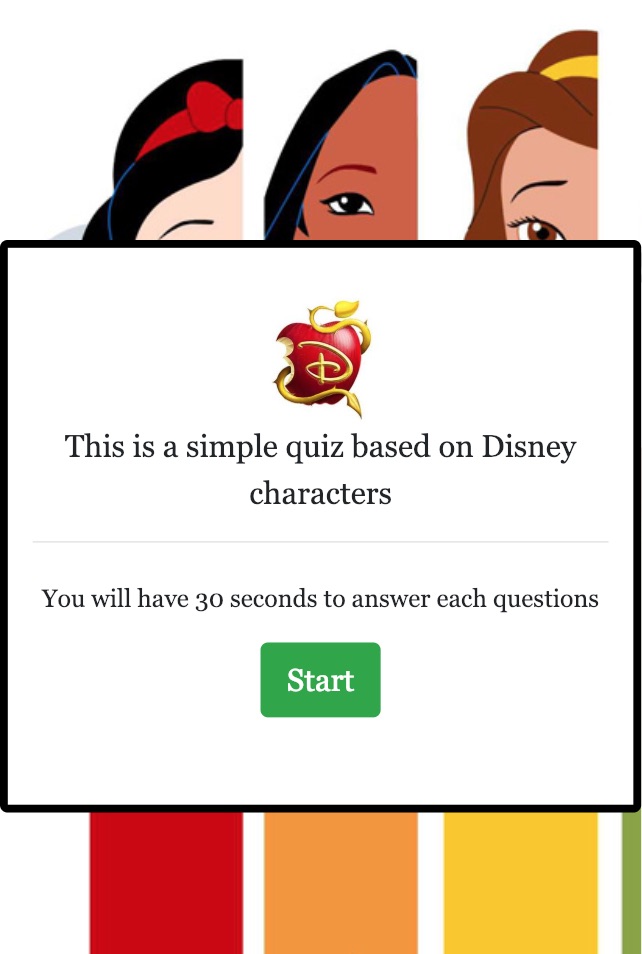 D
This is a simple quiz based on Disney
characters
You will have 30 seconds to answer each questions
Start